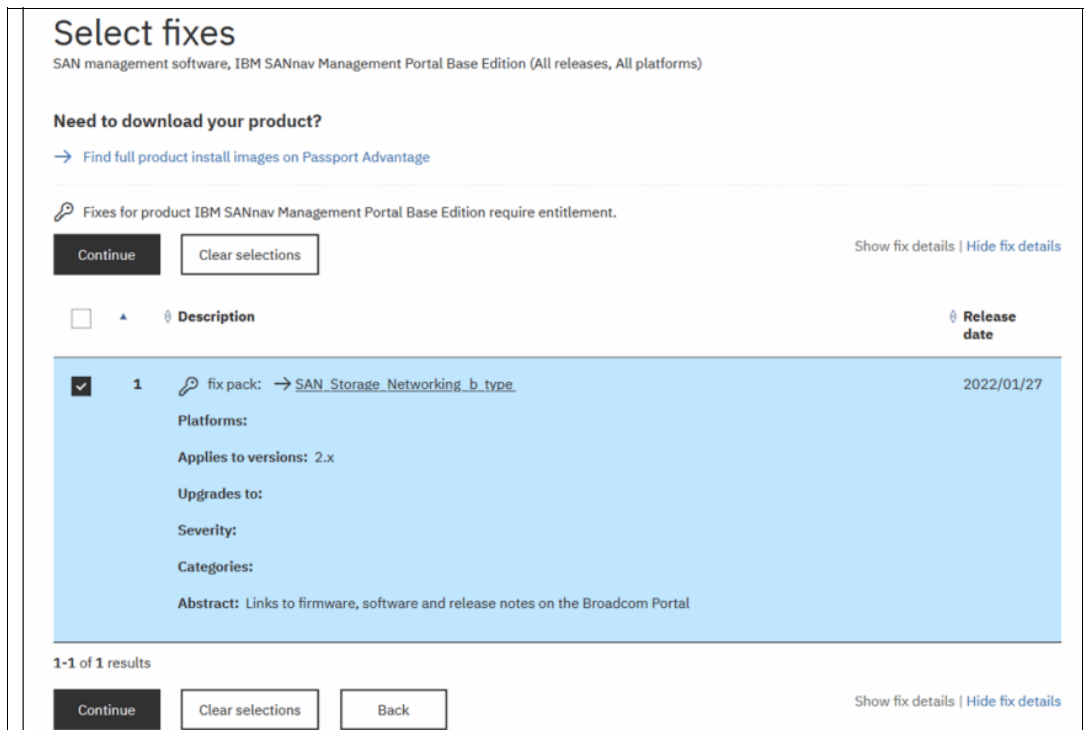 Select fixes
SAN management software, IBM SANnav Management Portal Base Edition (All releases, All platforms)
Need to download your product?
→ Find full product install images on Passport Advantage
Fixes for product IBM SANnav Management Portal Base Edition require entitlement.
Continue Clear selections Show fix details | Hide fix details
Description Release
date
1 fix pack: → SAN_Storage_Networking_b_type 2022/01/27
Platforms:
Applies to versions: 2.x
Upgrades to:
Severity:
Categories:
Abstract: Links to firmware, software and release notes on the Broadcom Portal
1-1 of 1 results
Continue Clear selections Back Show fix details | Hide fix details